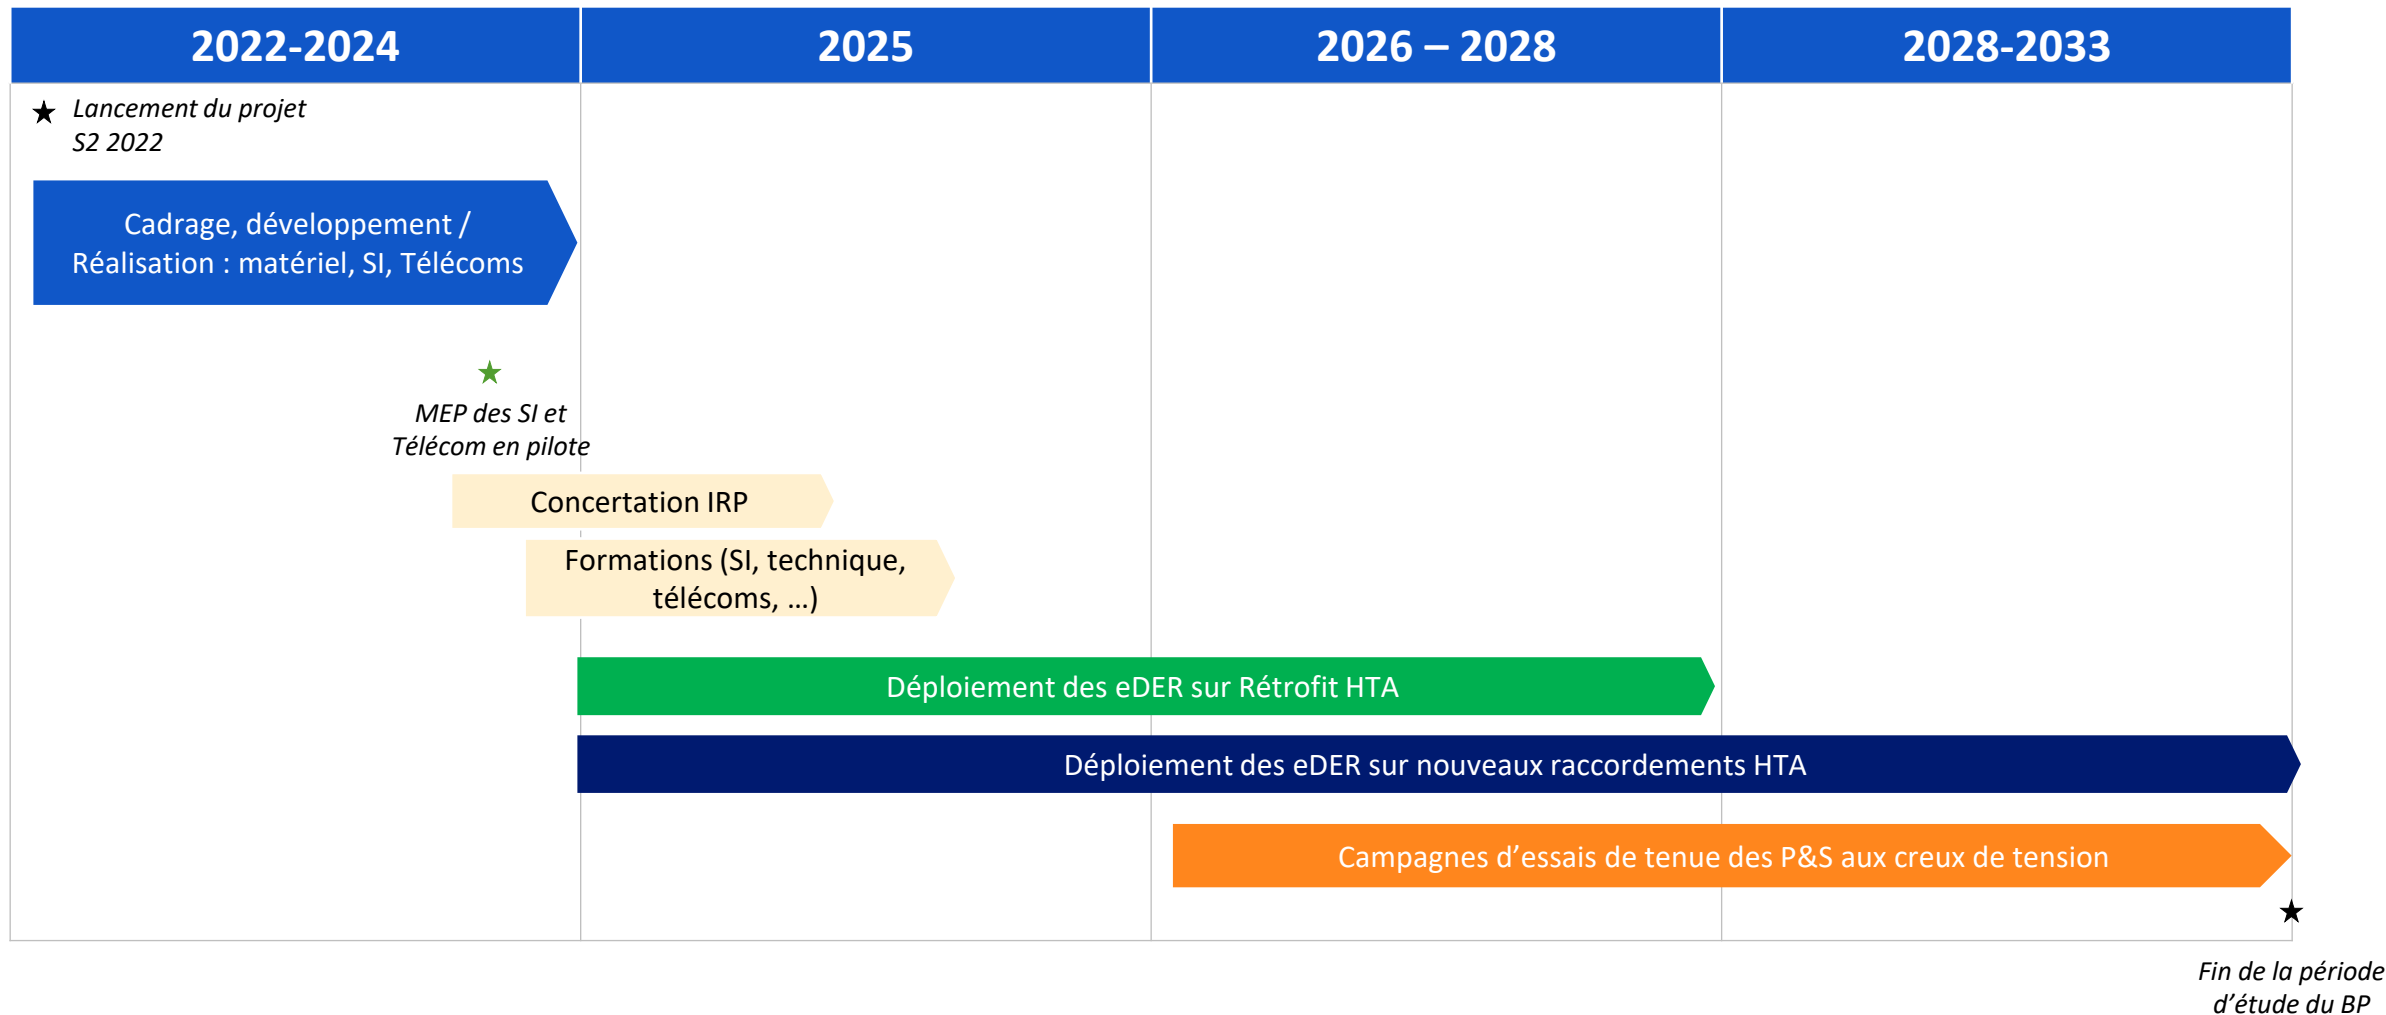 2022-2024
2025
2026 – 2028
2028-2033
Lancement du projet
S2 2022
Cadrage, développement /
Réalisation : matériel, SI, Télécoms
MEP des SI et
Télécom en pilote
Concertation IRP
Formations (SI, technique,
télécoms, …)
Déploiement des eDER sur Rétrofit HTA
Déploiement des eDER sur nouveaux raccordements HTA
Campagnes d’essais de tenue des P&S aux creux de tension
Fin de la période
d’étude du BP